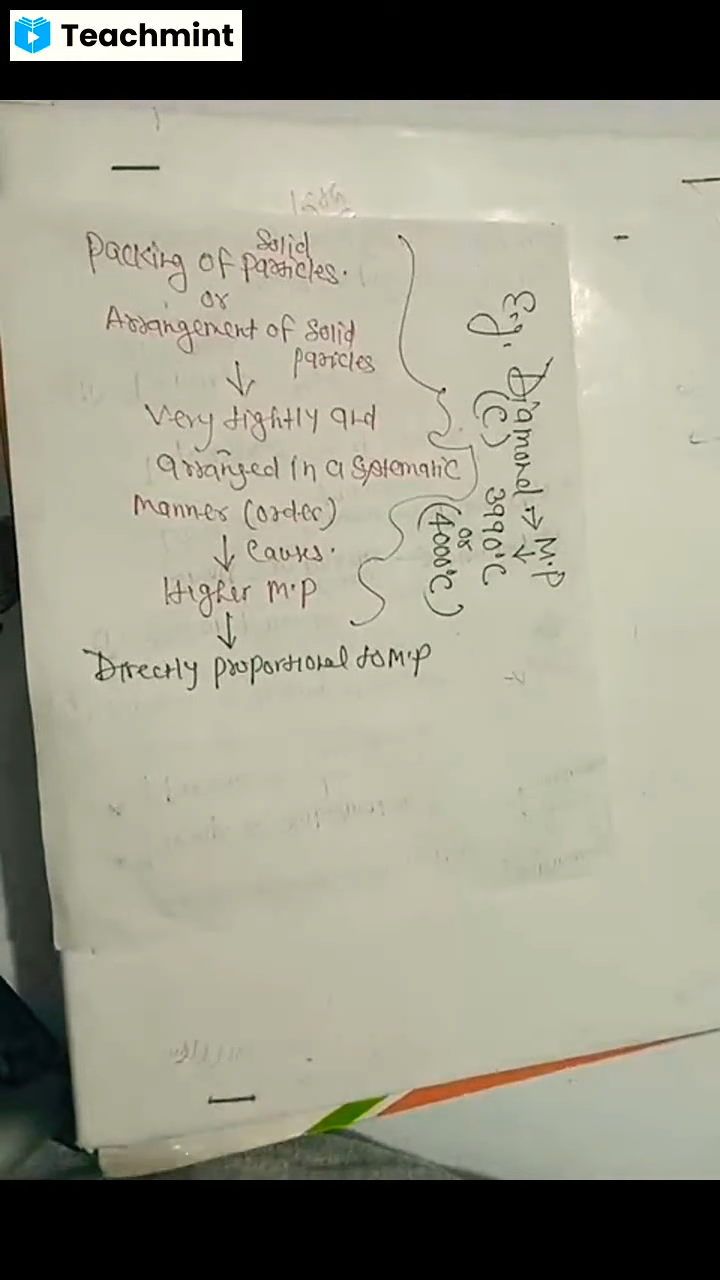 Teachmint
Packing of Solid Particles.
or
Arrangement of Solid
Particles
↓
Very tightly and
arranged in a systematic
manner (order)
↓ Causes.
Higher M.P
↓
Directly proportional to M.P
E.g. Diamond → M.P
(C) ↓
3990°C
or
(4000°C)